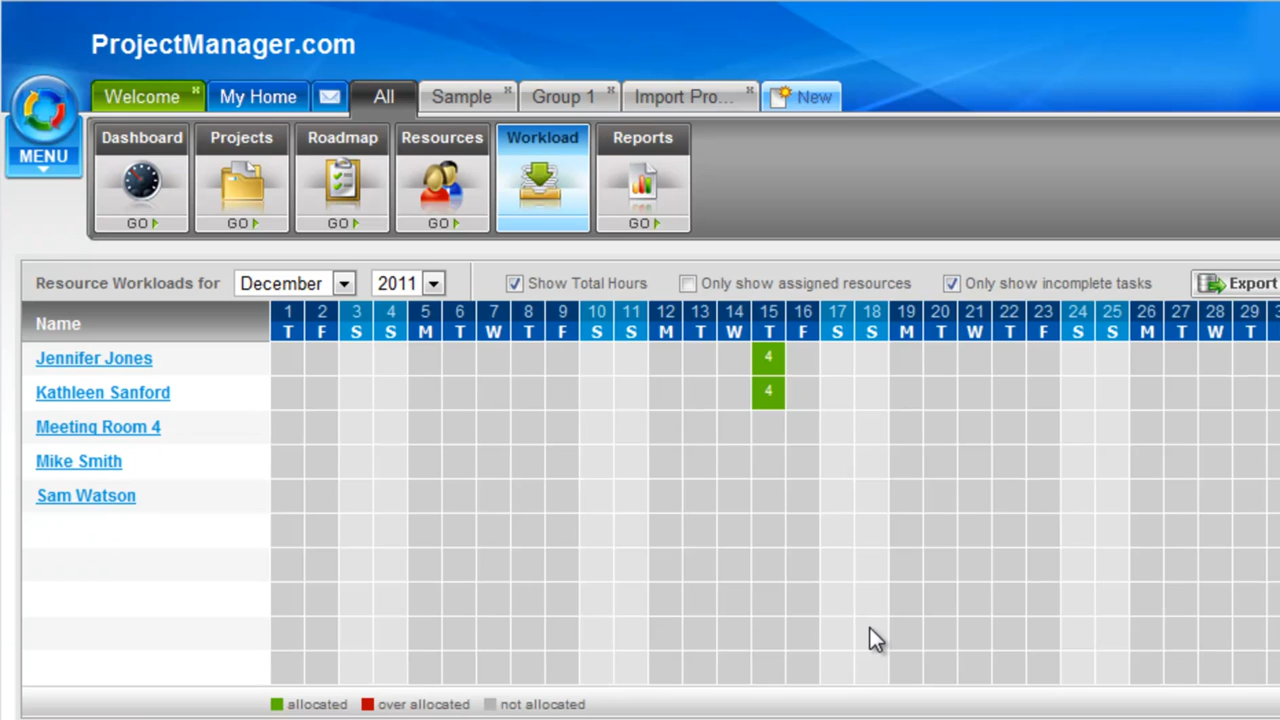 ProjectManager.com
Welcome My Home All Sample Group 1 Import Pro... New
MENU
Dashboard Projects Roadmap Resources Workload Reports
GO GO GO GO GO
Resource Workloads for December 2011 Show Total Hours Only show assigned resources Only show incomplete tasks Export
Name
1 2 3 4 5 6 7 8 9 10 11 12 13 14 15 16 17 18 19 20 21 22 23 24 25 26 27 28 29
T F S S M T W T F S S M T W T F S S M T W T F S S M T W T
Jennifer Jones 4
Kathleen Sanford 4
Meeting Room 4
Mike Smith
Sam Watson
allocated over allocated not allocated